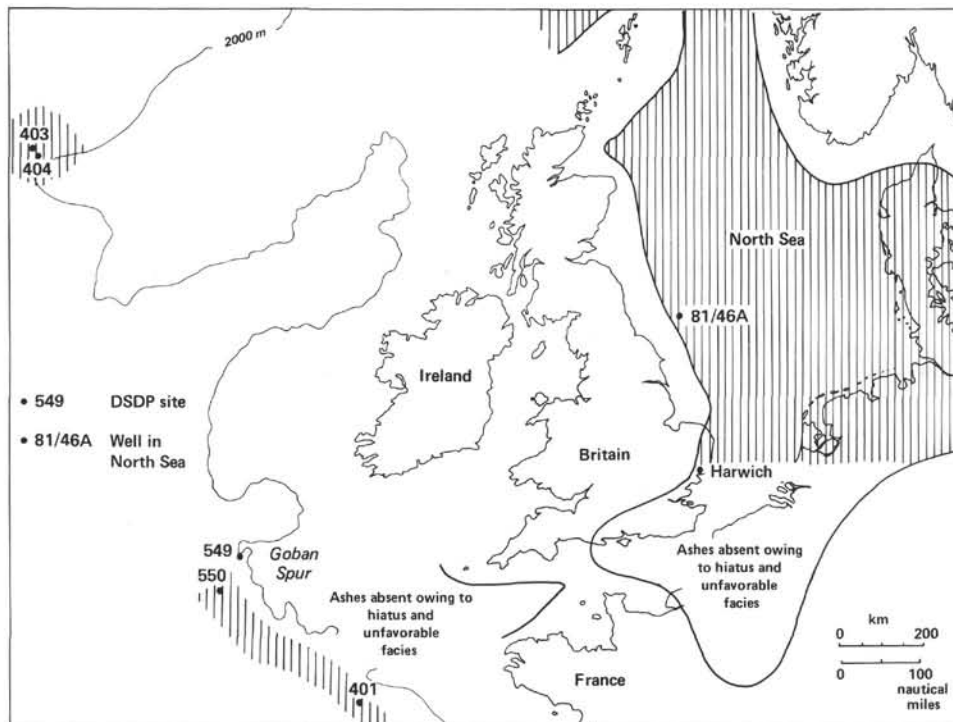 2000 m
403
404
North Sea
81/46A
Ireland
• 549 DSDP site
• 81/46A Well in
North Sea
Britain
Harwich
549
Goban
Spur
550
Ashes absent owing to
hiatus and
unfavorable
facies
Ashes absent owing
to hiatus and
unfavorable
facies
401
France
km
0 200
0 100
nautical
miles